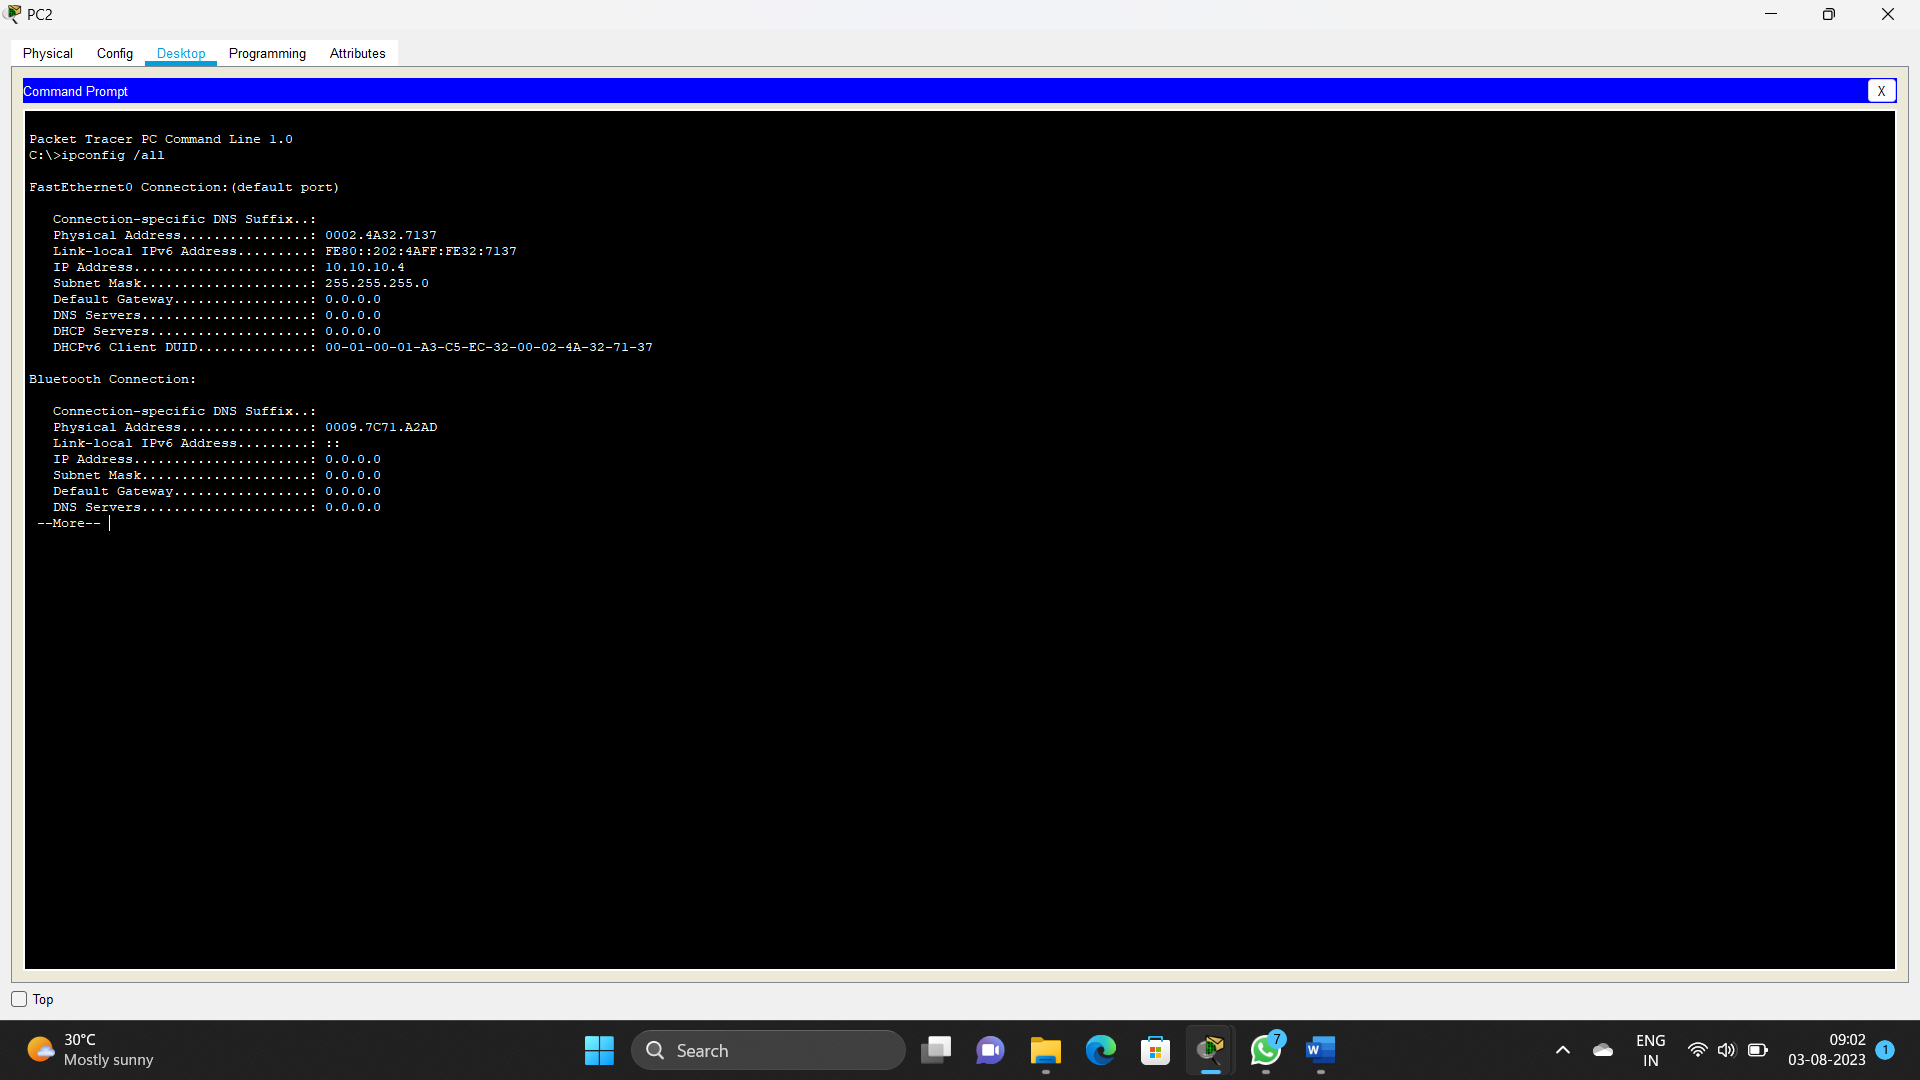 PC2
Physical Config Desktop Programming Attributes
Command Prompt
X
Packet Tracer PC Command Line 1.0
C:\>ipconfig /all
FastEthernet0 Connection:(default port)
Connection-specific DNS Suffix..:
Physical Address................: 0002.4A32.7137
Link-local IPv6 Address.........: FE80::202:4AFF:FE32:7137
IP Address......................: 10.10.10.4
Subnet Mask.....................: 255.255.255.0
Default Gateway.................: 0.0.0.0
DNS Servers.....................: 0.0.0.0
DHCP Servers....................: 0.0.0.0
DHCPv6 Client DUID..............: 00-01-00-01-A3-C5-EC-32-00-02-4A-32-71-37
Bluetooth Connection:
Connection-specific DNS Suffix..:
Physical Address................: 0009.7C71.A2AD
Link-local IPv6 Address.........: ::
IP Address......................: 0.0.0.0
Subnet Mask.....................: 0.0.0.0
Default Gateway.................: 0.0.0.0
DNS Servers.....................: 0.0.0.0
--More--
Top
30°C
Mostly sunny
Search
7
W
ENG
IN
09:02
03-08-2023
1